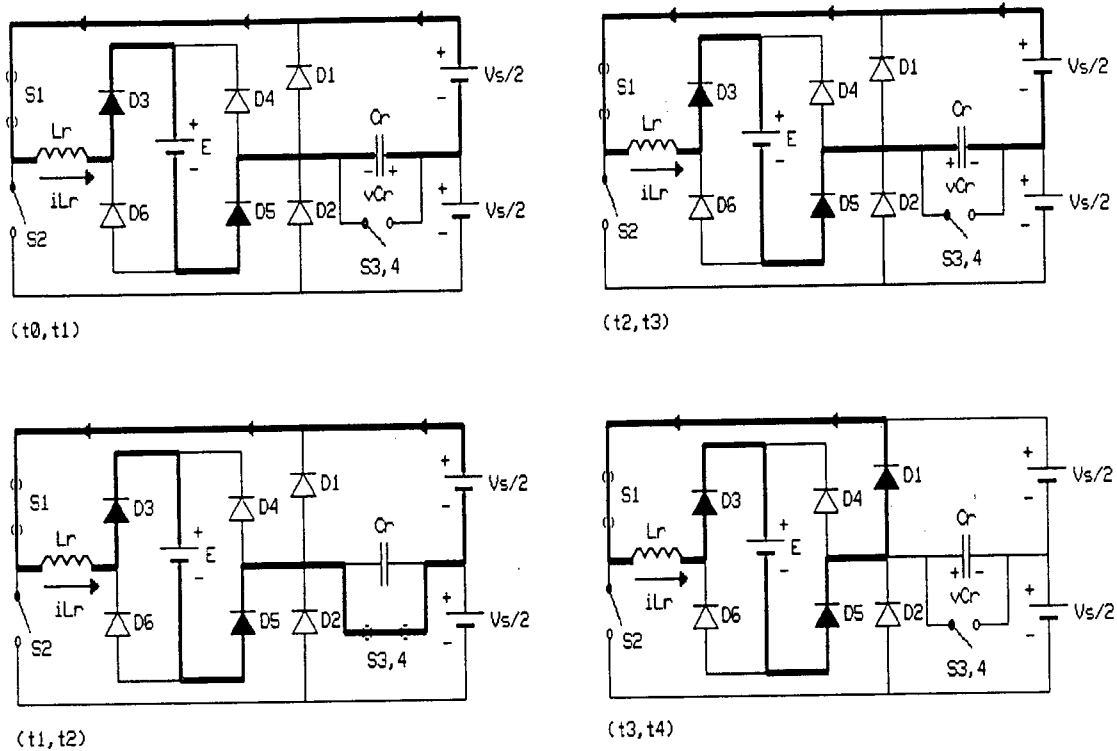 S1
D3
D4
D1
+
Vs/2
-
Lr
+
E
-
Cr
- +
vCr
iLr
D6
D5
D2
+
Vs/2
-
S2
S3,4
(t0,t1)
S1
D3
D4
D1
+
Vs/2
-
Lr
+
E
-
Cr
+ -
vCr
iLr
D6
D5
D2
+
Vs/2
-
S2
S3,4
(t2,t3)
S1
D3
D4
D1
+
Vs/2
-
Lr
+
E
-
Cr
iLr
D6
D5
D2
+
Vs/2
-
S2
S3,4
(t1,t2)
S1
D3
D4
D1
+
Vs/2
-
Lr
+
E
-
Cr
+ -
vCr
iLr
D6
D5
D2
+
Vs/2
-
S2
S3,4
(t3,t4)